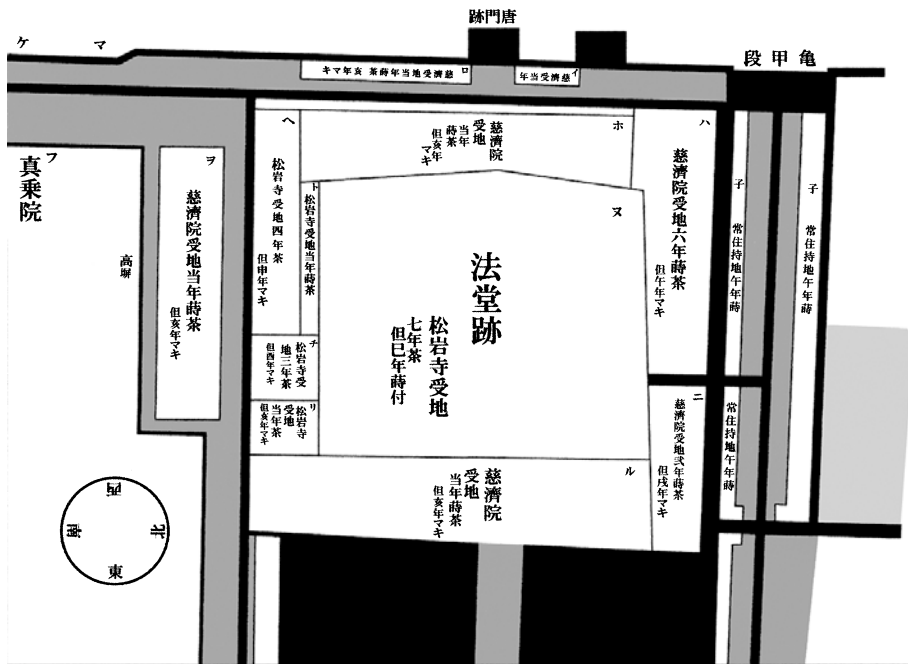 唐門跡
亀甲段
マ
ケ
イ
慈濟受当年
ロ
慈濟受地当年蒔茶 亥年マキ
ハ
慈濟院受地六年蒔茶
但午年マキ
子
常住持地午年蒔
子
常住持地午年蒔
常住持地午年蒔
ニ
慈濟院受地弐年蒔茶
但戌年マキ
ホ
慈濟院
受地
当年
蒔茶
但亥年
マキ
ヘ
松岩寺受地四年茶
但申年マキ
ト
松岩寺受地当年蒔茶
チ
松岩寺受
地三年茶
但酉年マキ
リ
松岩寺
受地
当年茶
但亥年マキ
ヌ
法堂跡
松岩寺受地
七年茶
但巳年蒔付
ル
慈濟院
受地
当年蒔茶
但亥年マキ
ヲ
慈濟院受地当年蒔茶
但亥年マキ
フ
真乗院
高塀
西
南
北
東